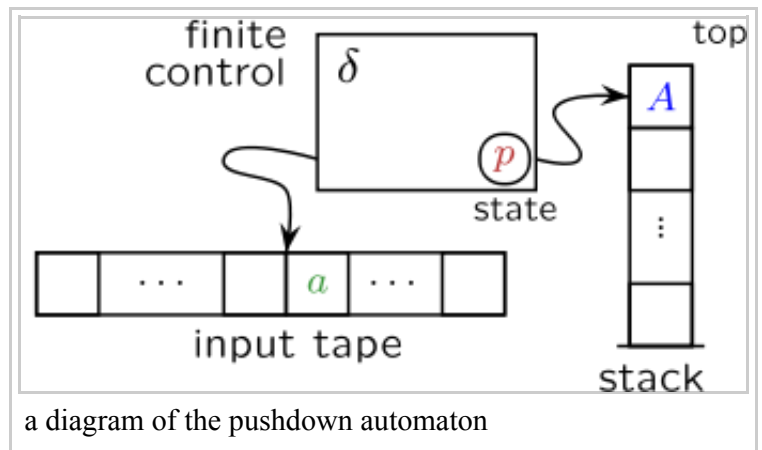 finite
control
δ
p
state
top
A
⋮
··· a ···
input tape
stack
a diagram of the pushdown automaton